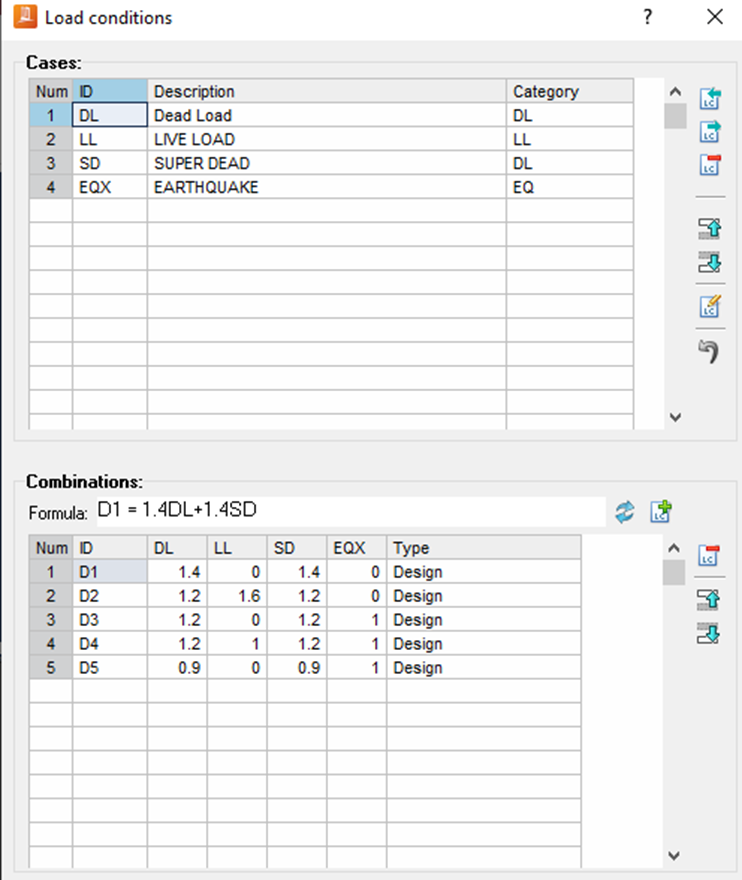 Load conditions ?
Cases:
Num ID Description Category
1 DL Dead Load DL
2 LL LIVE LOAD LL
3 SD SUPER DEAD DL
4 EQX EARTHQUAKE EQ
Combinations:
Formula: D1 = 1.4DL+1.4SD
Num ID DL LL SD EQX Type
1 D1 1.4 0 1.4 0 Design
2 D2 1.2 1.6 1.2 0 Design
3 D3 1.2 0 1.2 1 Design
4 D4 1.2 1 1.2 1 Design
5 D5 0.9 0 0.9 1 Design